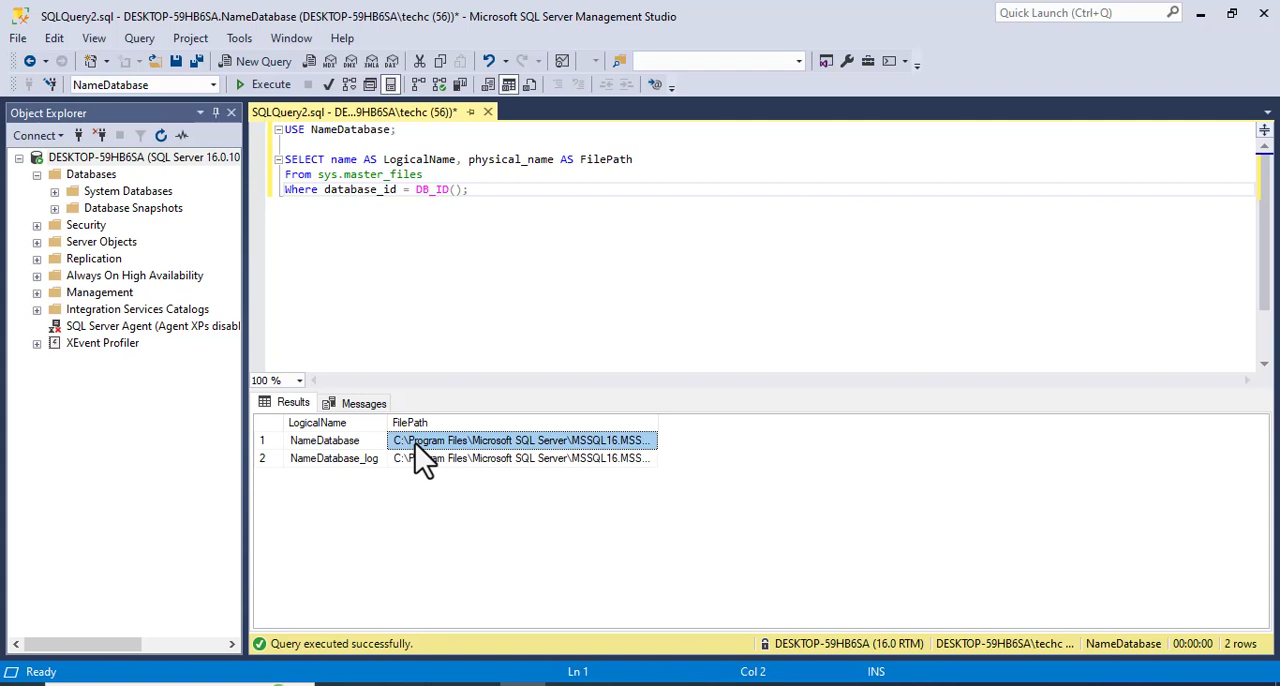 SQLQuery2.sql - DESKTOP-59HB6SA.NameDatabase (DESKTOP-59HB6SA\techc (56))* - Microsoft SQL Server Management Studio
Quick Launch (Ctrl+Q)
File Edit View Query Project Tools Window Help
New Query
NameDatabase
Execute
Object Explorer
Connect
DESKTOP-59HB6SA (SQL Server 16.0.10
Databases
System Databases
Database Snapshots
Security
Server Objects
Replication
Always On High Availability
Management
Integration Services Catalogs
SQL Server Agent (Agent XPs disabl
XEvent Profiler
SQLQuery2.sql - DE...9HB6SA\techc (56))*
USE NameDatabase;
SELECT name AS LogicalName, physical_name AS FilePath
From sys.master_files
Where database_id = DB_ID();
100 %
Results Messages
LogicalName FilePath
1 NameDatabase C:\Program Files\Microsoft SQL Server\MSSQL16.MSS...
2 NameDatabase_log C:\Program Files\Microsoft SQL Server\MSSQL16.MSS...
Query executed successfully.
DESKTOP-59HB6SA (16.0 RTM) DESKTOP-59HB6SA\techc ... NameDatabase 00:00:00 2 rows
Ready Ln 1 Col 2 INS